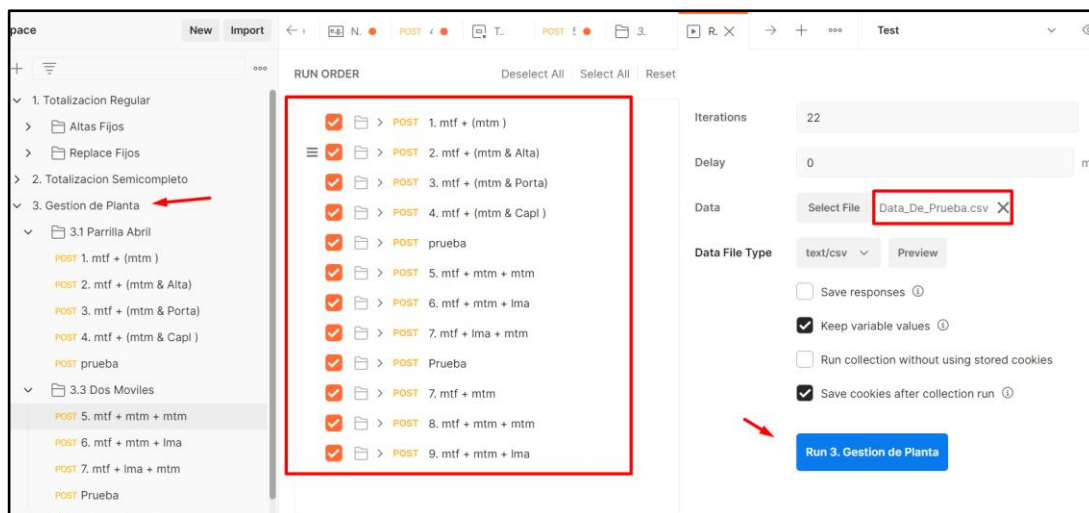 pace New Import
N. POST T.. POST 3. R. Test
RUN ORDER Deselect All Select All Reset
1. Totalizacion Regular
Altas Fijos
Replace Fijos
2. Totalizacion Semicompleto
3. Gestion de Planta
3.1 Parrilla Abril
POST 1. mtf + (mtm )
POST 2. mtf + (mtm & Alta)
POST 3. mtf + (mtm & Porta)
POST 4. mtf + (mtm & Capl )
POST prueba
3.3 Dos Moviles
POST 5. mtf + mtm + mtm
POST 6. mtf + mtm + lma
POST 7. mtf + lma + mtm
POST Prueba
POST 1. mtf + (mtm )
POST 2. mtf + (mtm & Alta)
POST 3. mtf + (mtm & Porta)
POST 4. mtf + (mtm & Capl )
POST prueba
POST 5. mtf + mtm + mtm
POST 6. mtf + mtm + lma
POST 7. mtf + lma + mtm
POST Prueba
POST 7. mtf + mtm
POST 8. mtf + mtm + mtm
POST 9. mtf + mtm + lma
Iterations 22
Delay 0 m
Data Select File Data_De_Prueba.csv
Data File Type text/csv Preview
Save responses
Keep variable values
Run collection without using stored cookies
Save cookies after collection run
Run 3. Gestion de Planta